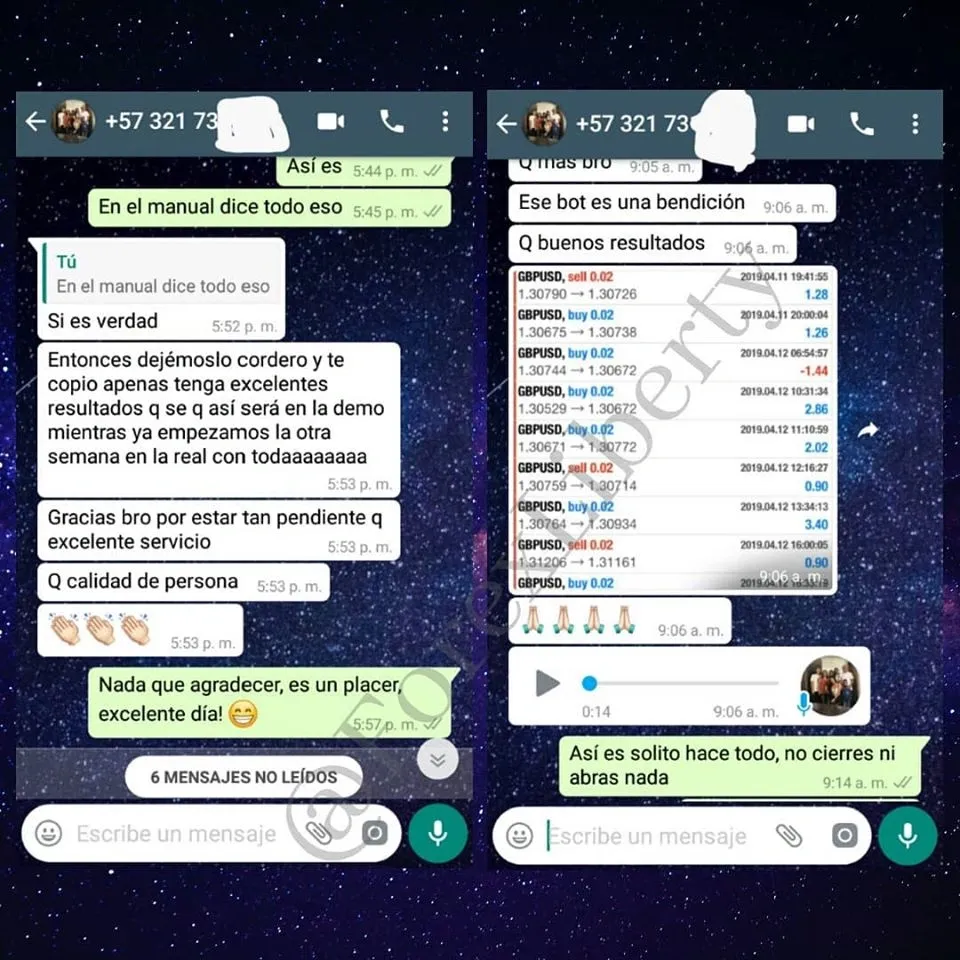 +57 321 73
Así es 5:44 p. m.
En el manual dice todo eso 5:45 p. m.
Tú
En el manual dice todo eso
Si es verdad 5:52 p. m.
Entonces dejémoslo cordero y te
copio apenas tenga excelentes
resultados q se q así será en la demo
mientras ya empezamos la otra
semana en la real con todaaaaaaaa
5:53 p. m.
Gracias bro por estar tan pendiente q
excelente servicio 5:53 p. m.
Q calidad de persona 5:53 p. m.
5:53 p. m.
Nada que agradecer, es un placer,
excelente día! 5:57 p. m.
6 MENSAJES NO LEÍDOS
Escribe un mensaje
+57 321 73
Q mas bro 9:05 a. m.
Ese bot es una bendición 9:06 a. m.
Q buenos resultados 9:06 a. m.
GBPUSD, sell 0.02 2019.04.11 19:41:55
1.30790 → 1.30726 1.28
GBPUSD, buy 0.02 2019.04.11 20:00:04
1.30675 → 1.30738 1.26
GBPUSD, buy 0.02 2019.04.12 06:54:57
1.30744 → 1.30672 -1.44
GBPUSD, buy 0.02 2019.04.12 10:31:34
1.30529 → 1.30672 2.86
GBPUSD, buy 0.02 2019.04.12 11:10:59
1.30671 → 1.30772 2.02
GBPUSD, sell 0.02 2019.04.12 12:16:27
1.30759 → 1.30714 0.90
GBPUSD, buy 0.02 2019.04.12 13:34:13
1.30764 → 1.30934 3.40
GBPUSD, sell 0.02 2019.04.12 16:00:05
1.31206 → 1.31161 0.90
9:06 a. m.
GBPUSD, buy 0.02 2019.04.12 16:33:19
9:06 a. m.
0:14 9:06 a. m.
Así es solito hace todo, no cierres ni
abras nada 9:14 a. m.
Escribe un mensaje
@ForexLiberty